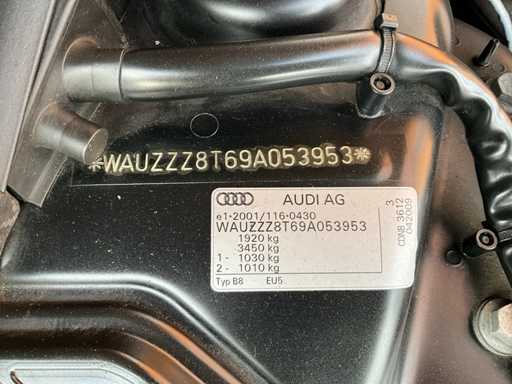 *WAUZZZ8T69A053953*
AUDI AG
e1*2001/116*0430
WAUZZZ8T69A053953
1920 kg
3450 kg
1- 1030 kg
2- 1010 kg
Typ B8 EU5
3
CDNB 3612
042009